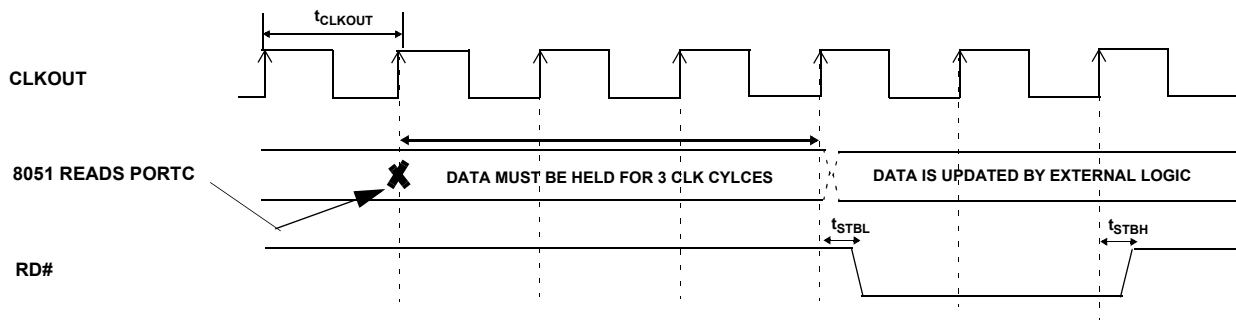 tCLKOUT
CLKOUT
8051 READS PORTC
DATA MUST BE HELD FOR 3 CLK CYLCES
DATA IS UPDATED BY EXTERNAL LOGIC
tSTBL
tSTBH
RD#